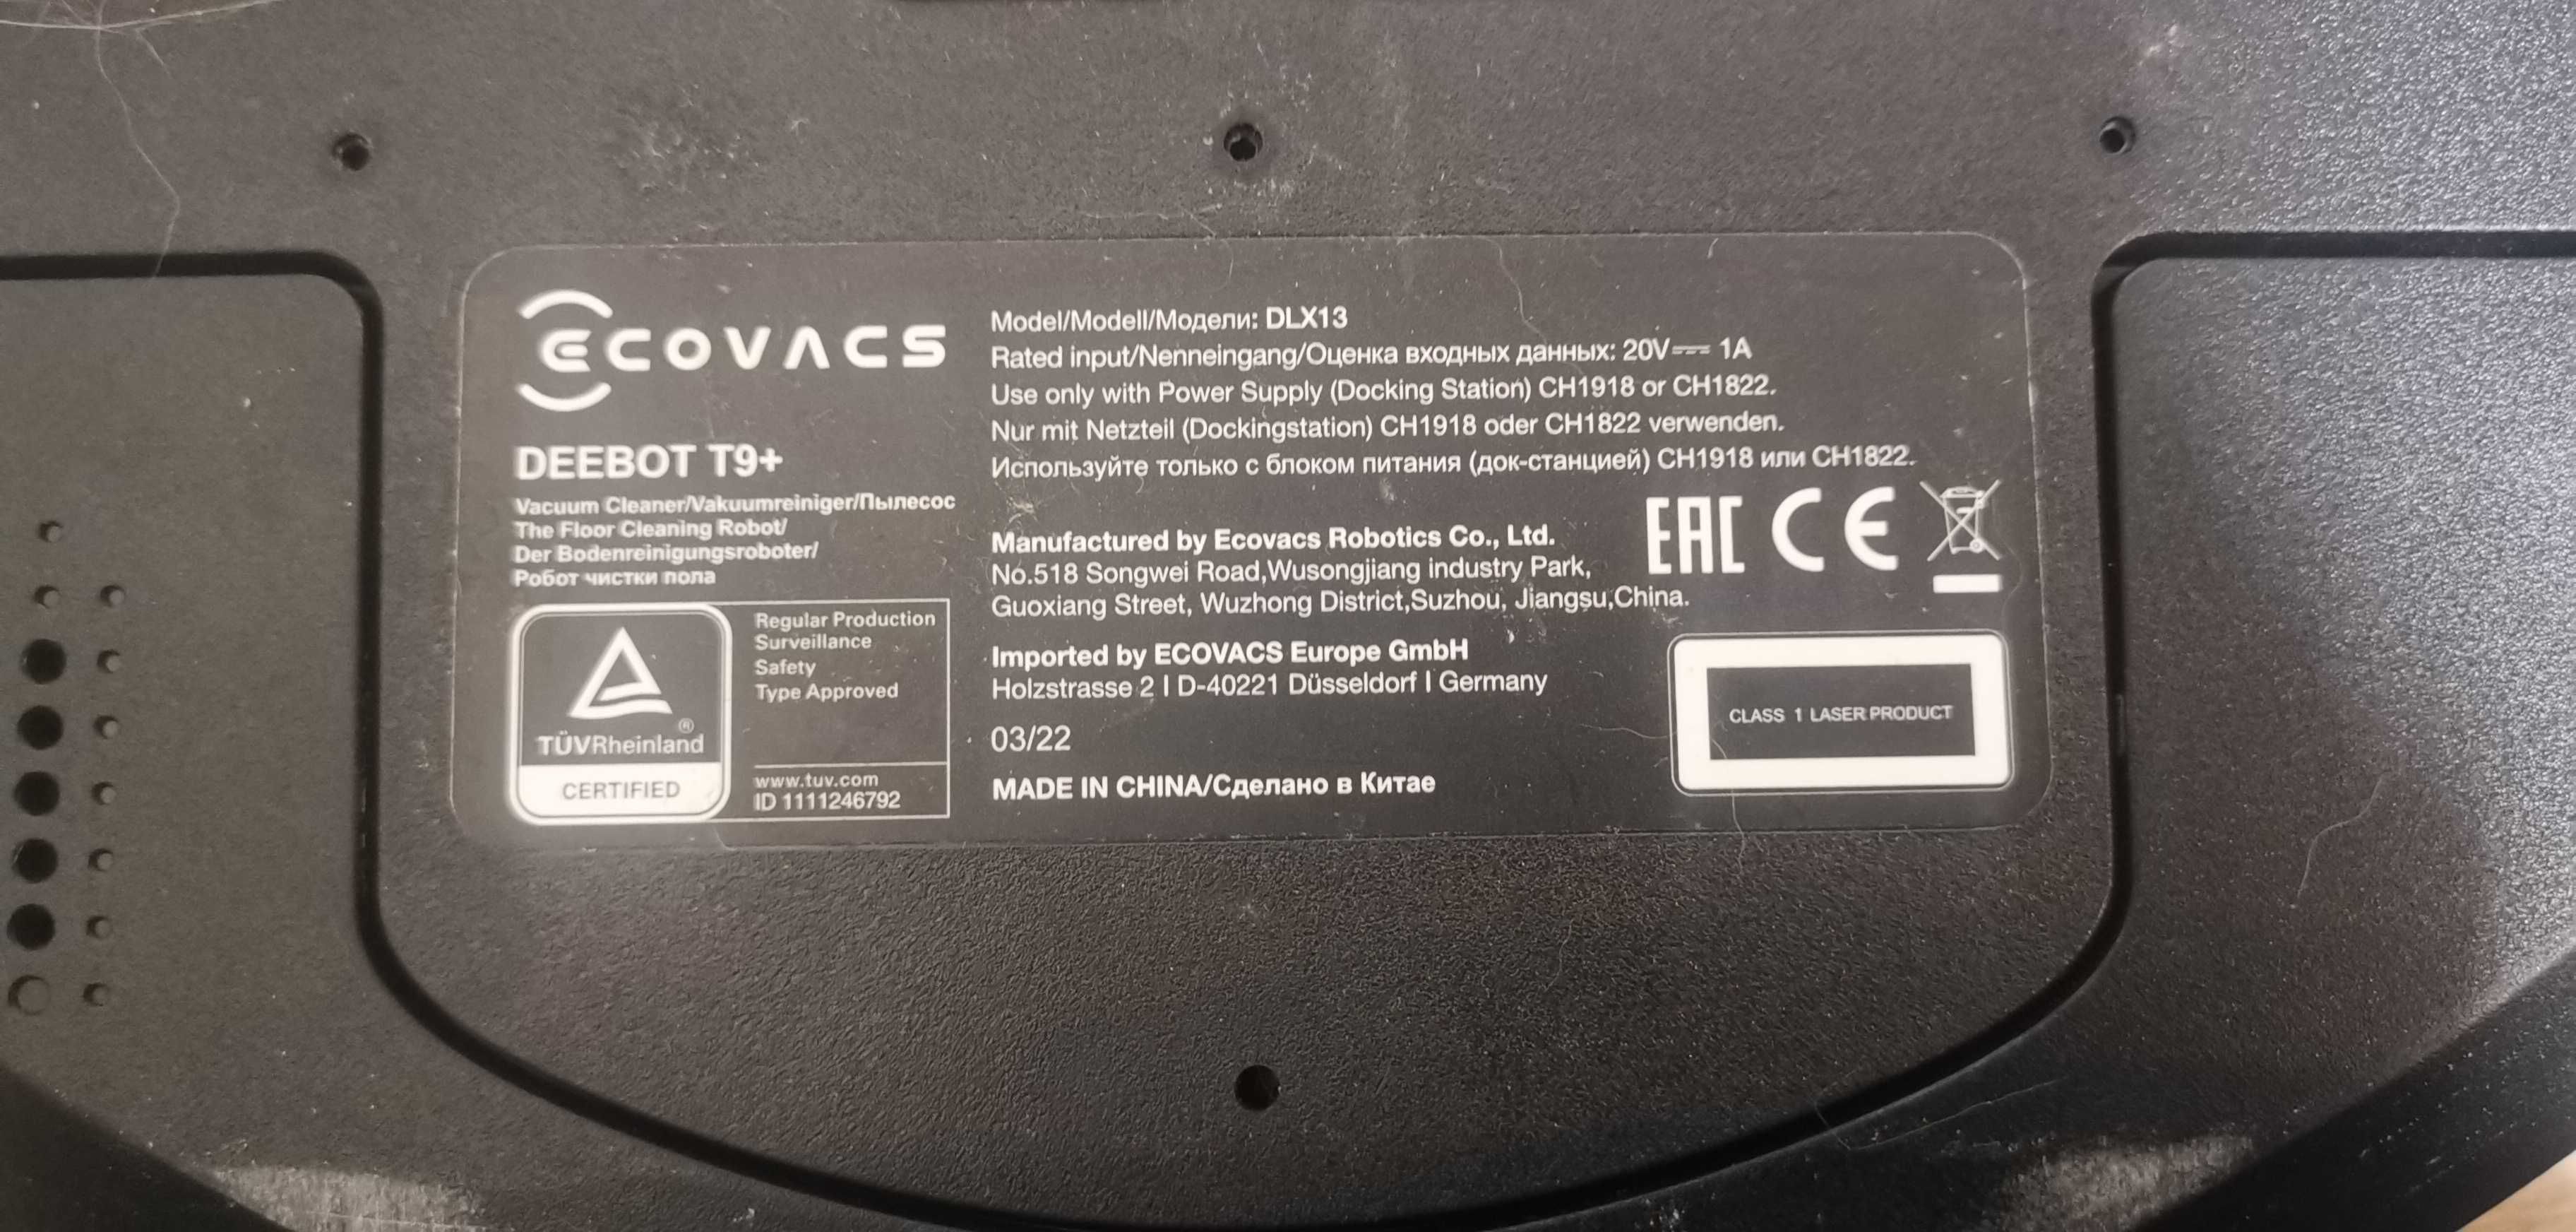 ECOVACS
DEEBOT T9+
Vacuum Cleaner/Vakuumreiniger/Пылесос
The Floor Cleaning Robot/
Der Bodenreinigungsroboter/
Робот чистки пола
TÜVRheinland
®
CERTIFIED
Regular Production
Surveillance
Safety
Type Approved
www.tuv.com
ID 1111246792
Model/Modell/Модели: DLX13
Rated input/Nenneingang/Оценка входных данных: 20V⎓ 1A
Use only with Power Supply (Docking Station) CH1918 or CH1822.
Nur mit Netzteil (Dockingstation) CH1918 oder CH1822 verwenden.
Используйте только с блоком питания (док-станцией) CH1918 или CH1822.
Manufactured by Ecovacs Robotics Co., Ltd.
No.518 Songwei Road,Wusongjiang industry Park,
Guoxiang Street, Wuzhong District,Suzhou, Jiangsu,China.
Imported by ECOVACS Europe GmbH
Holzstrasse 2 I D-40221 Düsseldorf I Germany
03/22
MADE IN CHINA/Сделано в Китае
EAC CE
CLASS 1 LASER PRODUCT